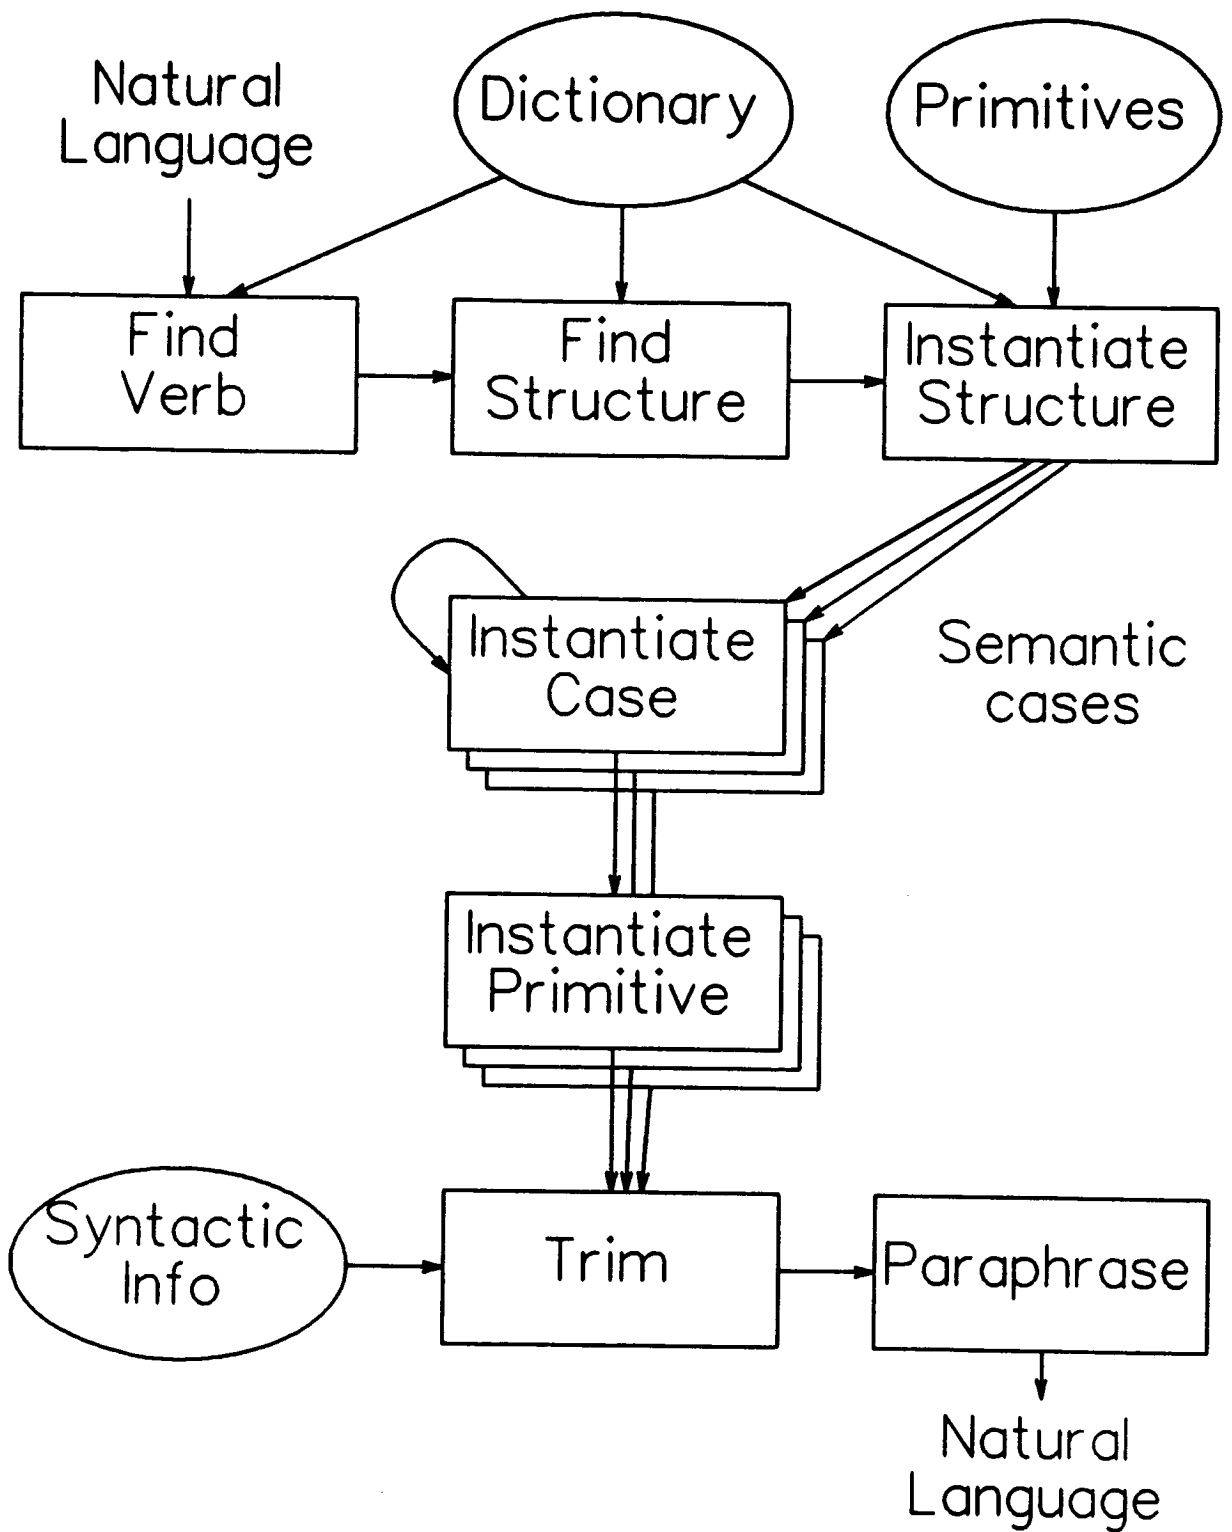 Natural
Language
Dictionary
Primitives
Find
Verb
Find
Structure
Instantiate
Structure
Instantiate
Case
Semantic
cases
Instantiate
Primitive
Syntactic
Info
Trim
Paraphrase
Natural
Language